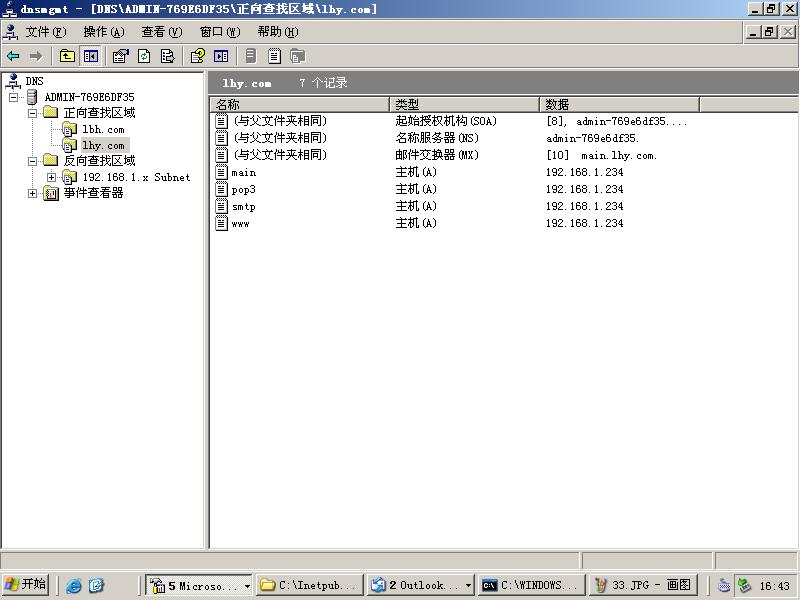 dnsmgmt - [DNS\ADMIN-769E6DF35\正向查找区域\lhy.com]
文件(F) 操作(A) 查看(V) 窗口(W) 帮助(H)
DNS
ADMIN-769E6DF35
正向查找区域
lbh.com
lhy.com
反向查找区域
192.168.1.x Subnet
事件查看器
lhy.com 7 个记录
名称 类型 数据
(与父文件夹相同) 起始授权机构(SOA) [8], admin-769e6df35....
(与父文件夹相同) 名称服务器(NS) admin-769e6df35.
(与父文件夹相同) 邮件交换器(MX) [10] main.lhy.com.
main 主机(A) 192.168.1.234
pop3 主机(A) 192.168.1.234
smtp 主机(A) 192.168.1.234
www 主机(A) 192.168.1.234
开始 5 Microso... C:\Inetpub... 2 Outlook... C:\WINDOWS... 33.JPG - 画图 16:43